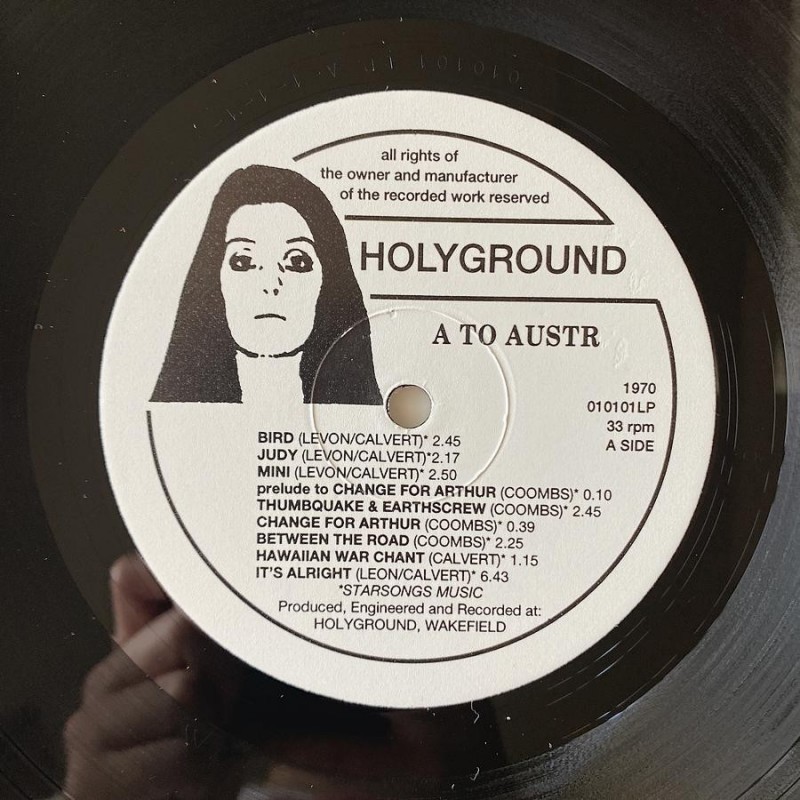 all rights of
the owner and manufacturer
of the recorded work reserved
HOLYGROUND
A TO AUSTR
1970
010101LP
33 rpm
A SIDE
BIRD (LEVON/CALVERT)* 2.45
JUDY (LEVON/CALVERT)*2.17
MINI (LEVON/CALVERT)* 2.50
prelude to CHANGE FOR ARTHUR (COOMBS)* 0.10
THUMBQUAKE & EARTHSCREW (COOMBS)* 2.45
CHANGE FOR ARTHUR (COOMBS)* 0.39
BETWEEN THE ROAD (COOMBS)* 2.25
HAWAIIAN WAR CHANT (CALVERT)* 1.15
IT'S ALRIGHT (LEON/CALVERT)* 6.43
*STARSONGS MUSIC
Produced, Engineered and Recorded at:
HOLYGROUND, WAKEFIELD